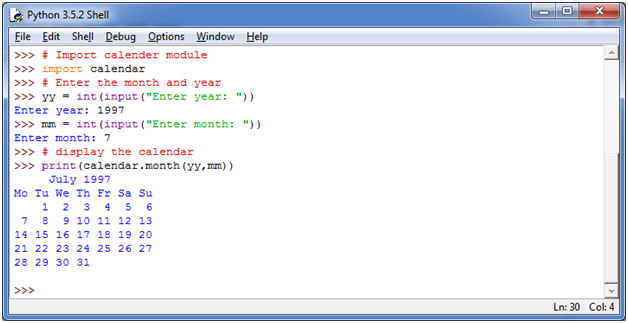 Python 3.5.2 Shell
File Edit Shell Debug Options Window Help
>>> # Import calender module
>>> import calendar
>>> # Enter the month and year
>>> yy = int(input("Enter year: "))
Enter year: 1997
>>> mm = int(input("Enter month: "))
Enter month: 7
>>> # display the calendar
>>> print(calendar.month(yy,mm))
     July 1997
Mo Tu We Th Fr Sa Su
    1  2  3  4  5  6
 7  8  9 10 11 12 13
14 15 16 17 18 19 20
21 22 23 24 25 26 27
28 29 30 31
>>>
Ln: 30 Col: 4